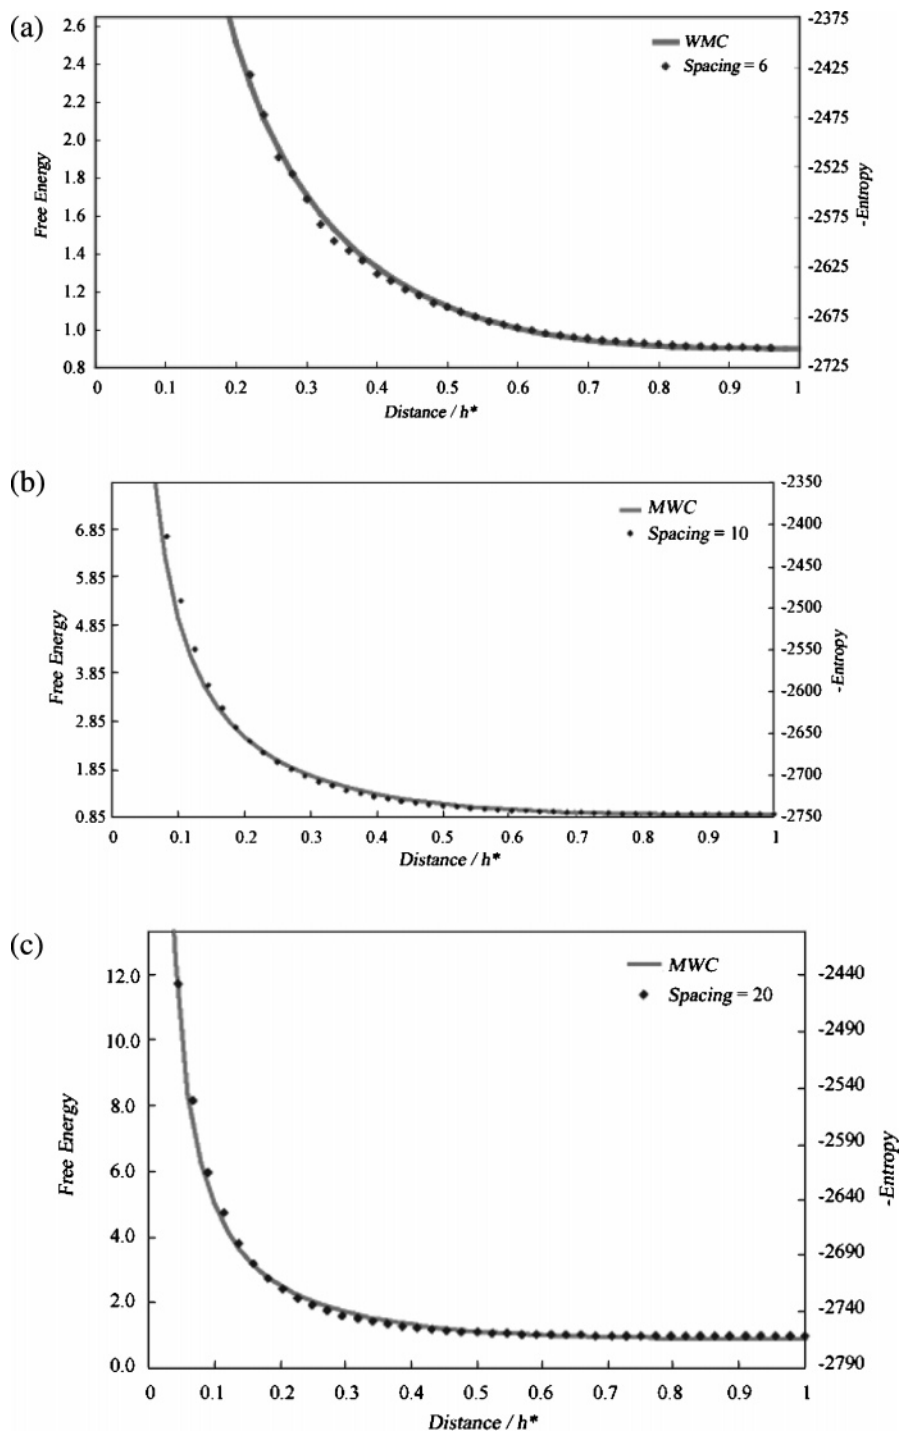 (a)
2.6
2.4
2.2
2.0
1.8
1.6
1.4
1.2
1.0
0.8
Free Energy
WMC
Spacing = 6
-2375
-2425
-2475
-2525
-2575
-2625
-2675
-2725
-Entropy
0 0.1 0.2 0.3 0.4 0.5 0.6 0.7 0.8 0.9 1
Distance / h*
(b)
6.85
5.85
4.85
3.85
2.85
1.85
0.85
Free Energy
MWC
Spacing = 10
-2350
-2400
-2450
-2500
-2550
-2600
-2650
-2700
-2750
-Entropy
0 0.1 0.2 0.3 0.4 0.5 0.6 0.7 0.8 0.9 1
Distance / h*
(c)
12.0
10.0
8.0
6.0
4.0
2.0
0.0
Free Energy
MWC
Spacing = 20
-2440
-2490
-2540
-2590
-2640
-2690
-2740
-2790
-Entropy
0 0.1 0.2 0.3 0.4 0.5 0.6 0.7 0.8 0.9 1
Distance / h*